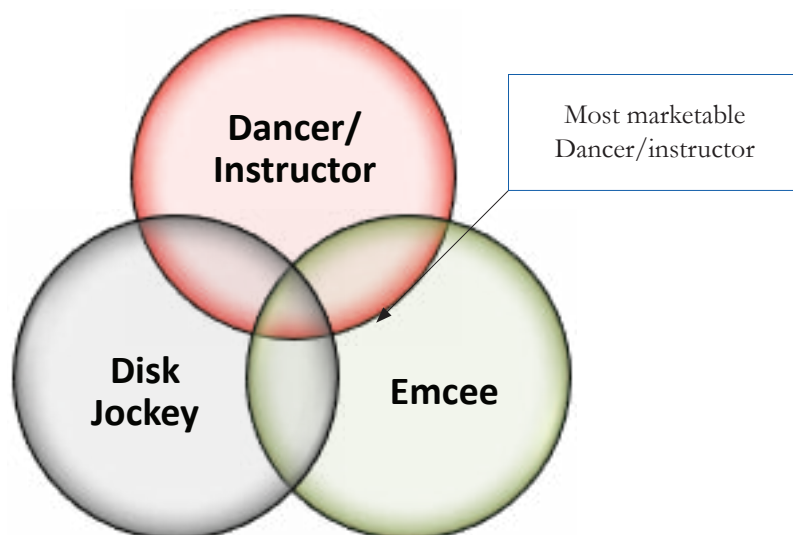 Dancer/
Instructor
Most marketable
Dancer/instructor
Disk
Jockey
Emcee